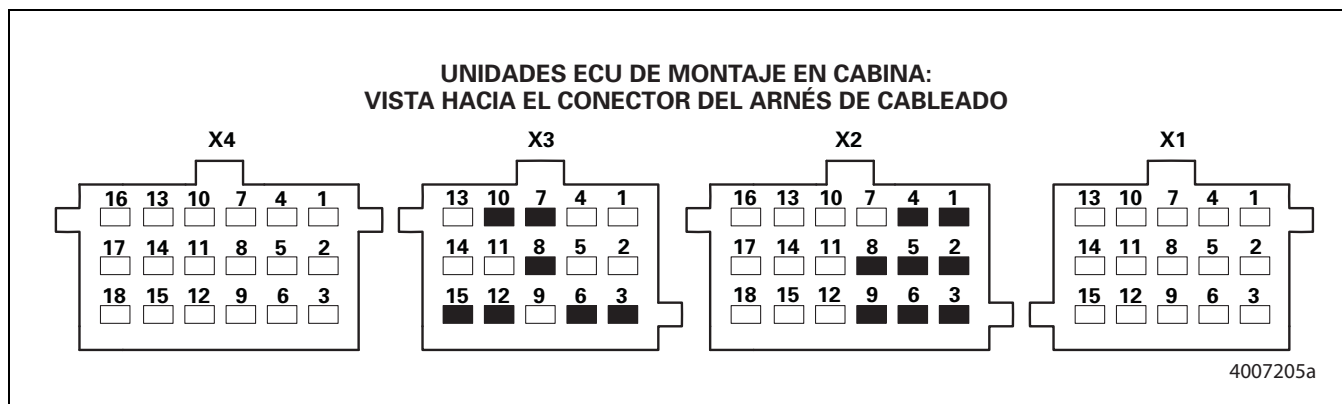 UNIDADES ECU DE MONTAJE EN CABINA:
VISTA HACIA EL CONECTOR DEL ARNÉS DE CABLEADO
X4 X3 X2 X1
16 13 10 7 4 1 13 10 7 4 1 16 13 10 7 4 1 13 10 7 4 1
17 14 11 8 5 2 14 11 8 5 2 17 14 11 8 5 2 14 11 8 5 2
18 15 12 9 6 3 15 12 9 6 3 18 15 12 9 6 3 15 12 9 6 3
4007205a